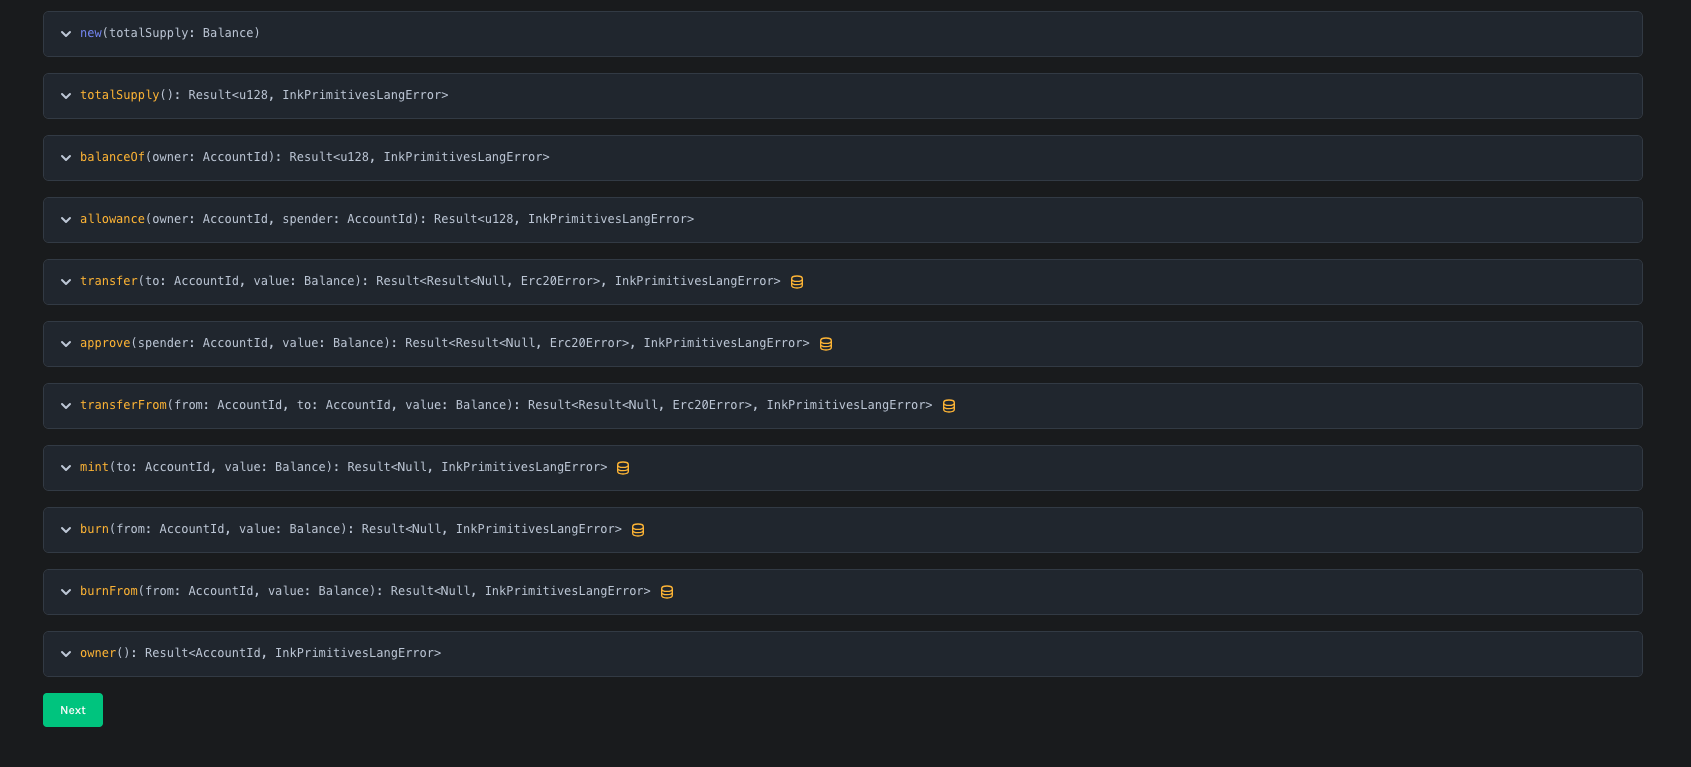 new(totalSupply: Balance)
totalSupply(): Result<u128, InkPrimitivesLangError>
balanceOf(owner: AccountId): Result<u128, InkPrimitivesLangError>
allowance(owner: AccountId, spender: AccountId): Result<u128, InkPrimitivesLangError>
transfer(to: AccountId, value: Balance): Result<Result<Null, Erc20Error>, InkPrimitivesLangError>
approve(spender: AccountId, value: Balance): Result<Result<Null, Erc20Error>, InkPrimitivesLangError>
transferFrom(from: AccountId, to: AccountId, value: Balance): Result<Result<Null, Erc20Error>, InkPrimitivesLangError>
mint(to: AccountId, value: Balance): Result<Null, InkPrimitivesLangError>
burn(from: AccountId, value: Balance): Result<Null, InkPrimitivesLangError>
burnFrom(from: AccountId, value: Balance): Result<Null, InkPrimitivesLangError>
owner(): Result<AccountId, InkPrimitivesLangError>
Next